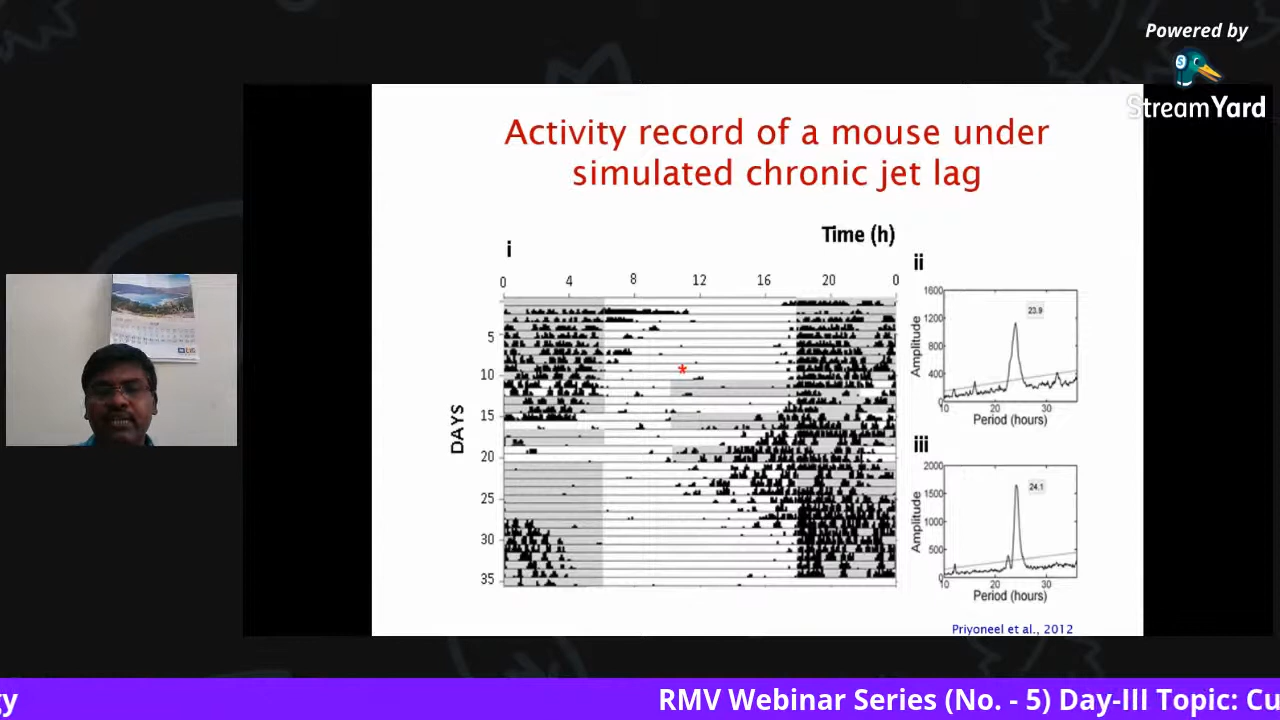 Powered by
StreamYard
Activity record of a mouse under
simulated chronic jet lag
Time (h)
i
0 4 8 12 16 20 0
5
10
15
20
25
30
35
DAYS
*
ii
1600
1200
800
400
0
Amplitude
23.9
10 20 30
Period (hours)
iii
2000
1500
1000
500
0
Amplitude
24.1
10 20 30
Period (hours)
Priyoneel et al., 2012
gy RMV Webinar Series (No. - 5) Day-III Topic: Cu